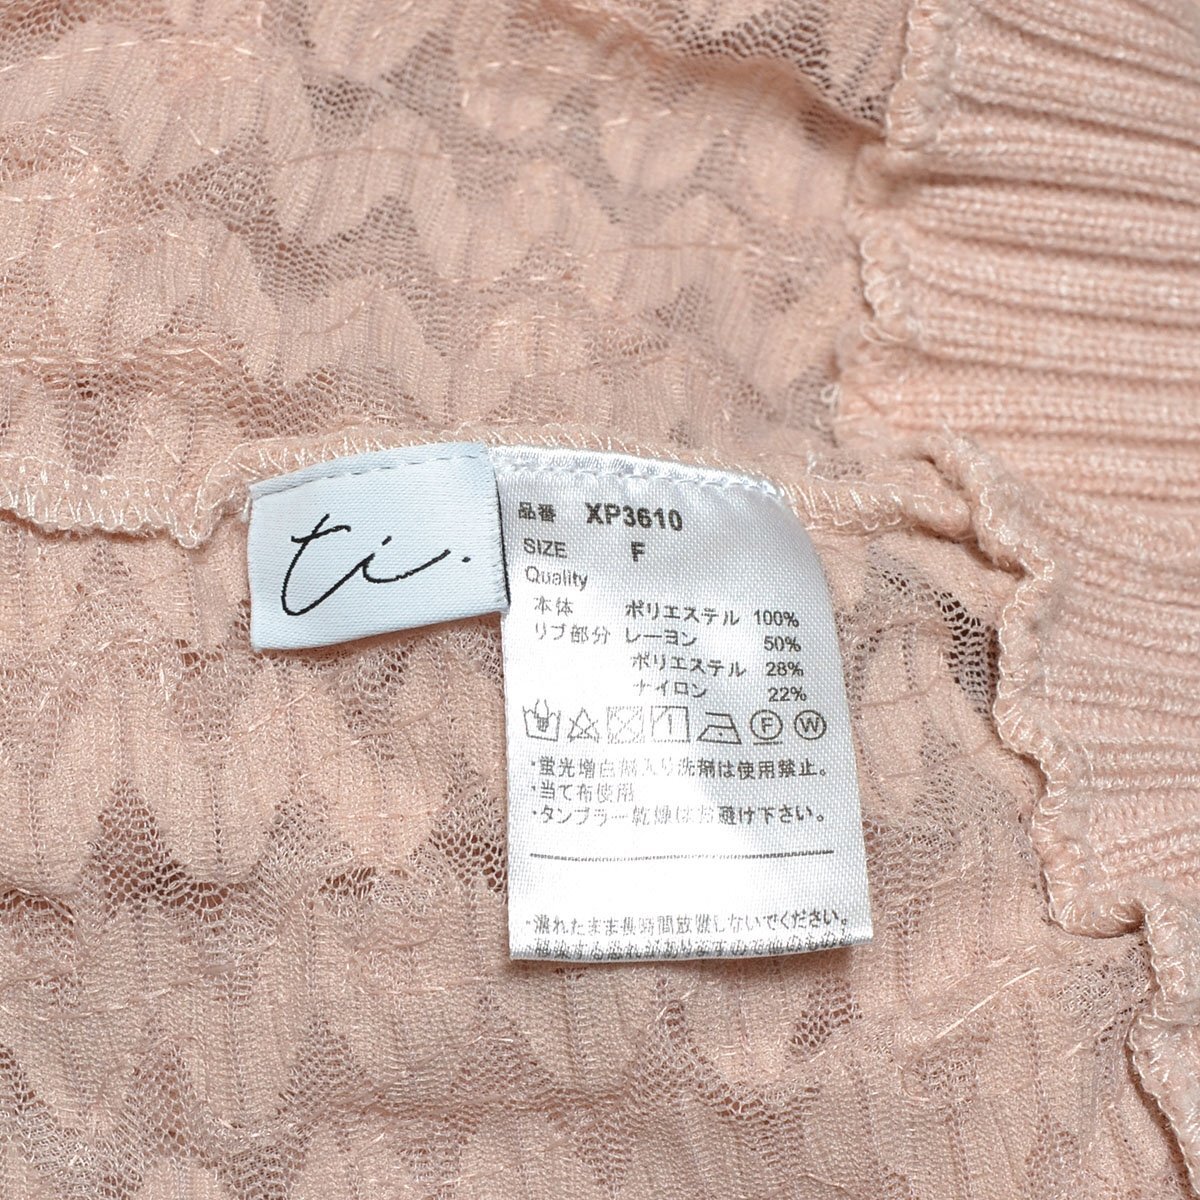 ti.
品番 XP3610
SIZE F
Quality
本体 ポリエステル 100%
リブ部分 レーヨン 50%
ポリエステル 28%
ナイロン 22%
F W
・蛍光増白剤入り洗剤は使用禁止。
・当て布使用
・タンブラー乾燥はお避け下さい。
・濡れたまま長時間放置しないでください。